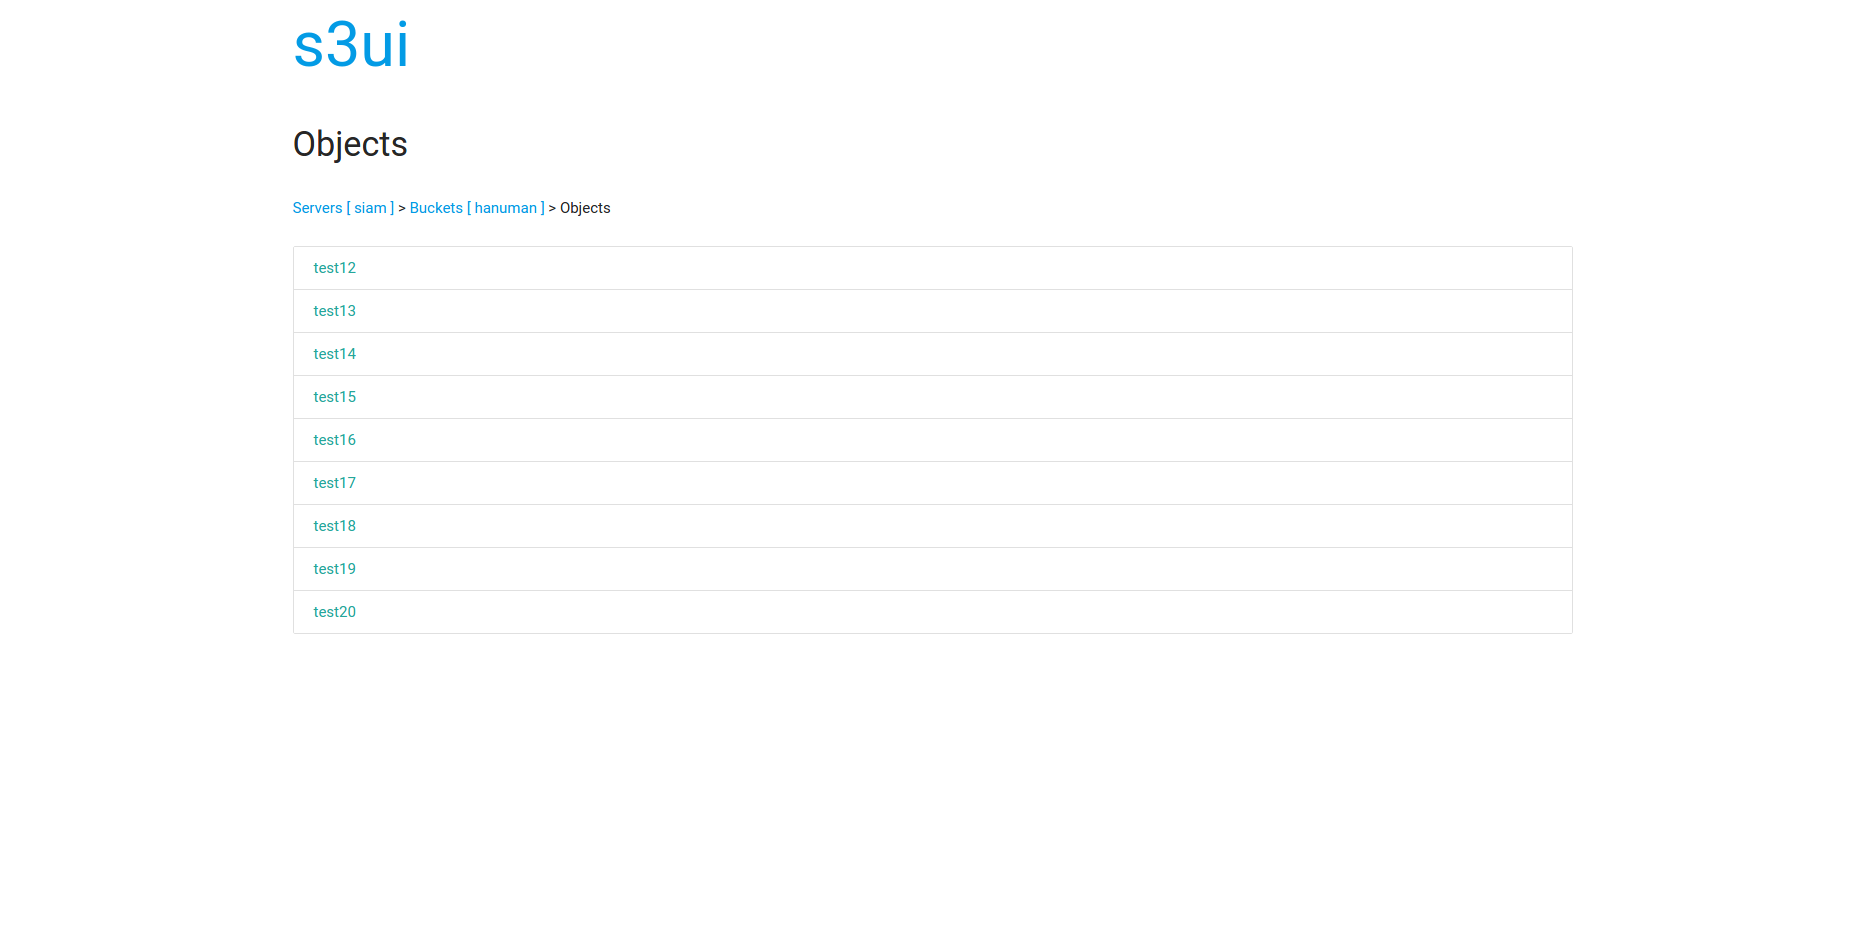 s3ui
Objects
Servers [ siam ] > Buckets [ hanuman ] > Objects
test12
test13
test14
test15
test16
test17
test18
test19
test20